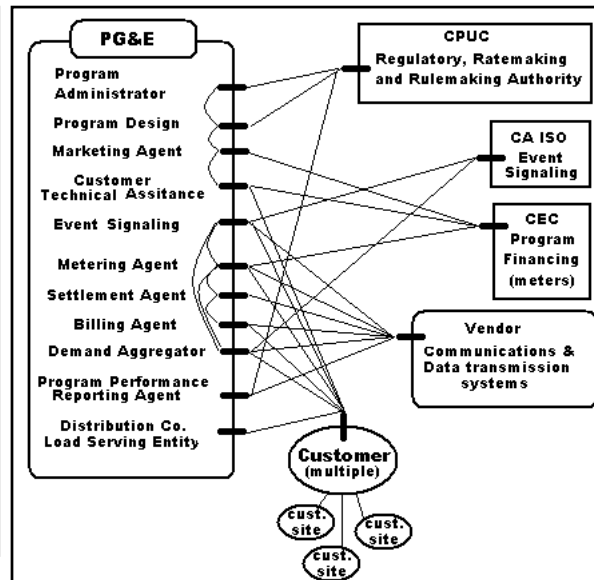 PG&E
Program
Administrator
Program Design
Marketing Agent
Customer
Technical Assitance
Event Signaling
Metering Agent
Settlement Agent
Billing Agent
Demand Aggregator
Program Performance
Reporting Agent
Distribution Co.
Load Serving Entity
CPUC
Regulatory, Ratemaking
and Rulemaking Authority
CA ISO
Event
Signaling
CEC
Program
Financing
(meters)
Vendor
Communications &
Data transmission
systems
Customer
(multiple)
cust.
site
cust.
site
cust.
site